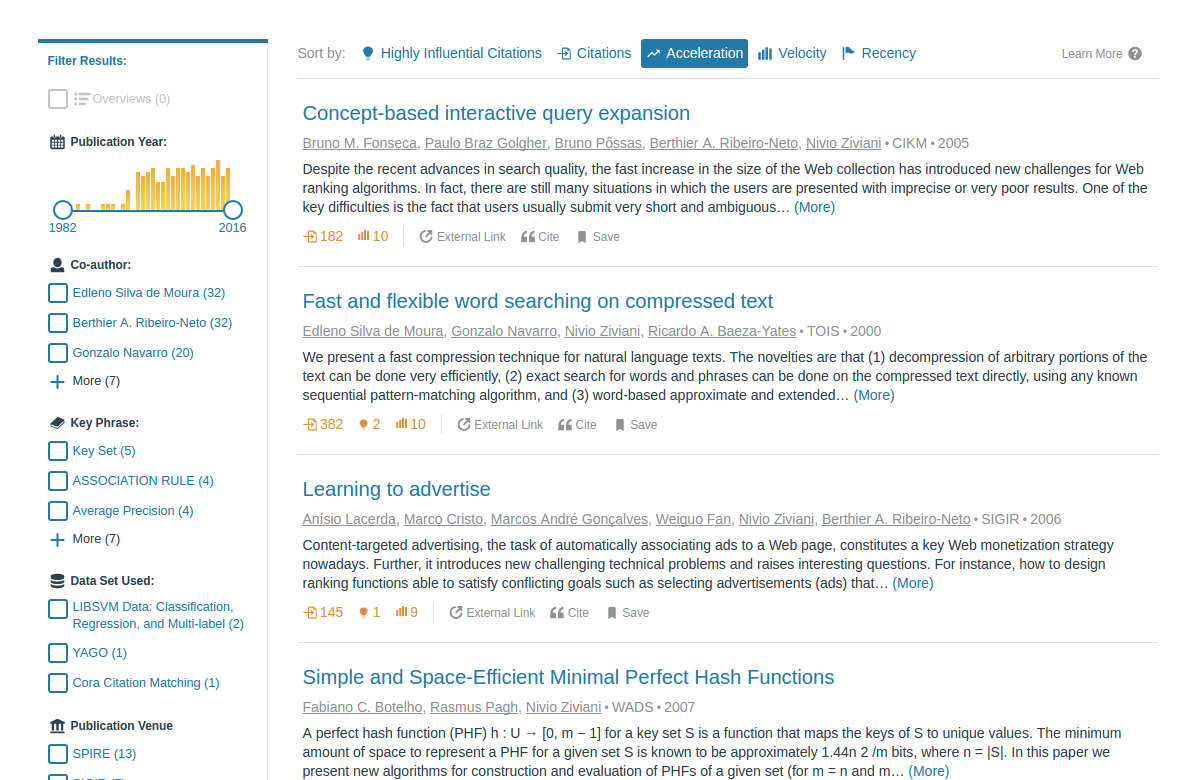 Filter Results:
Overviews (0)
Publication Year:
1982 2016
Co-author:
Edleno Silva de Moura (32)
Berthier A. Ribeiro-Neto (32)
Gonzalo Navarro (20)
More (7)
Key Phrase:
Key Set (5)
ASSOCIATION RULE (4)
Average Precision (4)
More (7)
Data Set Used:
LIBSVM Data: Classification,
Regression, and Multi-label (2)
YAGO (1)
Cora Citation Matching (1)
Publication Venue
SPIRE (13)
Sort by: Highly Influential Citations Citations Acceleration Velocity Recency Learn More ?
Concept-based interactive query expansion
Bruno M. Fonseca, Paulo Braz Golgher, Bruno Pôssas, Berthier A. Ribeiro-Neto, Nivio Ziviani • CIKM • 2005
Despite the recent advances in search quality, the fast increase in the size of the Web collection has introduced new challenges for Web
ranking algorithms. In fact, there are still many situations in which the users are presented with imprecise or very poor results. One of the
key difficulties is the fact that users usually submit very short and ambiguous… (More)
182 10 External Link Cite Save
Fast and flexible word searching on compressed text
Edleno Silva de Moura, Gonzalo Navarro, Nivio Ziviani, Ricardo A. Baeza-Yates • TOIS • 2000
We present a fast compression technique for natural language texts. The novelties are that (1) decompression of arbitrary portions of the
text can be done very efficiently, (2) exact search for words and phrases can be done on the compressed text directly, using any known
sequential pattern-matching algorithm, and (3) word-based approximate and extended… (More)
382 2 10 External Link Cite Save
Learning to advertise
Anísio Lacerda, Marco Cristo, Marcos André Gonçalves, Weiguo Fan, Nivio Ziviani, Berthier A. Ribeiro-Neto • SIGIR • 2006
Content-targeted advertising, the task of automatically associating ads to a Web page, constitutes a key Web monetization strategy
nowadays. Further, it introduces new challenging technical problems and raises interesting questions. For instance, how to design
ranking functions able to satisfy conflicting goals such as selecting advertisements (ads) that… (More)
145 1 9 External Link Cite Save
Simple and Space-Efficient Minimal Perfect Hash Functions
Fabiano C. Botelho, Rasmus Pagh, Nivio Ziviani • WADS • 2007
A perfect hash function (PHF) h : U → [0, m − 1] for a key set S is a function that maps the keys of S to unique values. The minimum
amount of space to represent a PHF for a given set S is known to be approximately 1.44n 2 /m bits, where n = |S|. In this paper we
present new algorithms for construction and evaluation of PHFs of a given set (for m = n and m… (More)